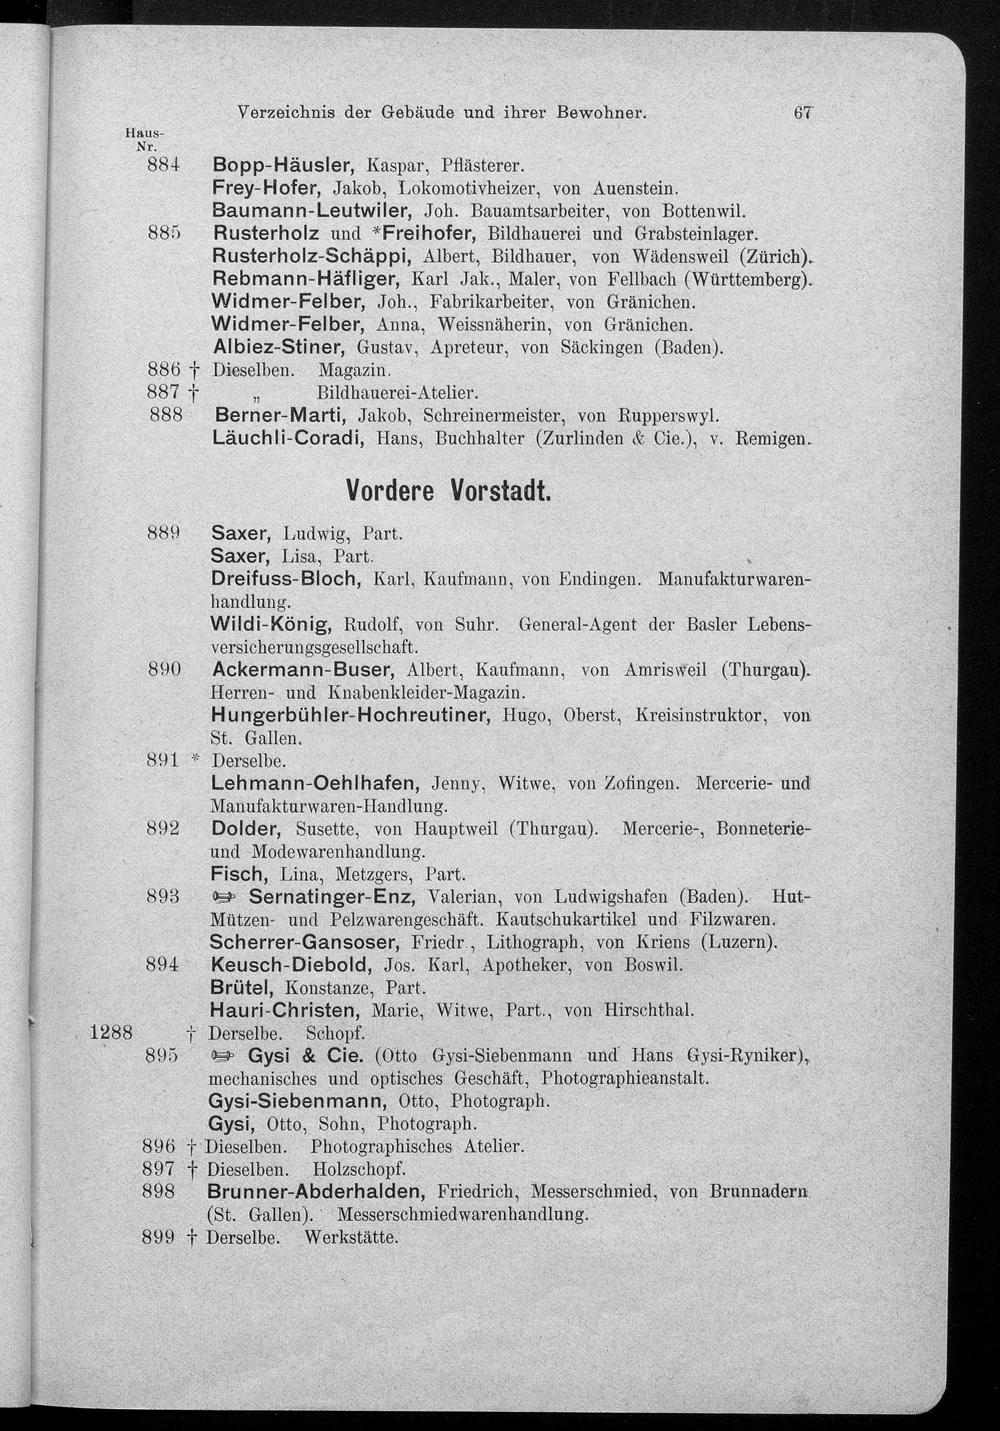 Verzeichnis der Gebäude und ihrer Bewohner. 67
Haus-
Nr.
884 Bopp-Häusler, Kaspar, Pflästerer.
Frey-Hofer, Jakob, Lokomotivheizer, von Auenstein.
Baumann-Leutwiler, Joh. Bauamtsarbeiter, von Bottenwil.
885 Rusterholz und *Freihofer, Bildhauerei und Grabsteinlager.
Rusterholz-Schäppi, Albert, Bildhauer, von Wädensweil (Zürich).
Rebmann-Häfliger, Karl Jak., Maler, von Fellbach (Württemberg).
Widmer-Felber, Joh., Fabrikarbeiter, von Gränichen.
Widmer-Felber, Anna, Weissnäherin, von Gränichen.
Albiez-Stiner, Gustav, Apreteur, von Säckingen (Baden).
886 † Dieselben. Magazin.
887 † „ Bildhauerei-Atelier.
888 Berner-Marti, Jakob, Schreinermeister, von Rupperswyl.
Läuchli-Coradi, Hans, Buchhalter (Zurlinden & Cie.), v. Remigen.
Vordere Vorstadt.
889 Saxer, Ludwig, Part.
Saxer, Lisa, Part.
Dreifuss-Bloch, Karl, Kaufmann, von Endingen. Manufakturwaren-
handlung.
Wildi-König, Rudolf, von Suhr. General-Agent der Basler Lebens-
versicherungsgesellschaft.
890 Ackermann-Buser, Albert, Kaufmann, von Amrisweil (Thurgau).
Herren- und Knabenkleider-Magazin.
Hungerbühler-Hochreutiner, Hugo, Oberst, Kreisinstruktor, von
St. Gallen.
891 * Derselbe.
Lehmann-Oehlhafen, Jenny, Witwe, von Zofingen. Mercerie- und
Manufakturwaren-Handlung.
892 Dolder, Susette, von Hauptweil (Thurgau). Mercerie-, Bonneterie-
und Modewarenhandlung.
Fisch, Lina, Metzgers, Part.
893 Sernatinger-Enz, Valerian, von Ludwigshafen (Baden). Hut-
Mützen- und Pelzwarengeschäft. Kautschukartikel und Filzwaren.
Scherrer-Gansoser, Friedr., Lithograph, von Kriens (Luzern).
894 Keusch-Diebold, Jos. Karl, Apotheker, von Boswil.
Brütel, Konstanze, Part.
Hauri-Christen, Marie, Witwe, Part., von Hirschthal.
1288 † Derselbe. Schopf.
895 Gysi & Cie. (Otto Gysi-Siebenmann und Hans Gysi-Ryniker),
mechanisches und optisches Geschäft, Photographieanstalt.
Gysi-Siebenmann, Otto, Photograph.
Gysi, Otto, Sohn, Photograph.
896 † Dieselben. Photographisches Atelier.
897 † Dieselben. Holzschopf.
898 Brunner-Abderhalden, Friedrich, Messerschmied, von Brunnadern
(St. Gallen). Messerschmiedwarenhandlung.
899 † Derselbe. Werkstätte.